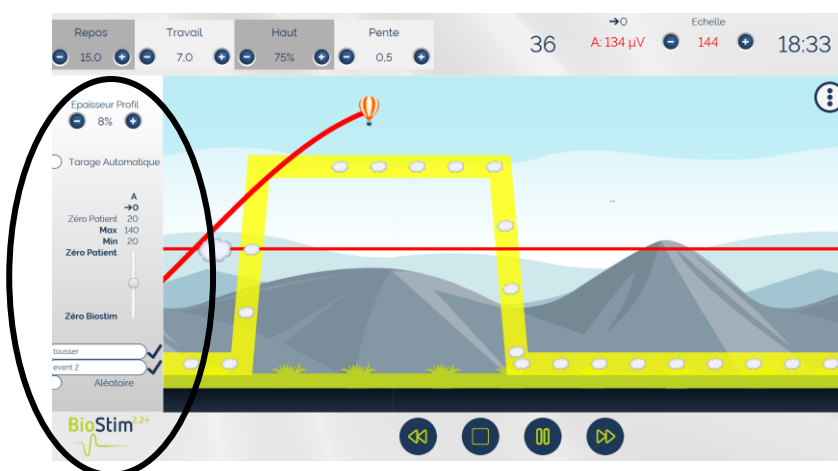 Repos Travail Haut Pente
15,0 7,0 75% 0,5
36
→0
A: 134 µV
Echelle
144
18:33
Epaisseur Profil
8%
Tarage Automatique
A
→0
Zéro Patient 20
Max 140
Min 20
Zéro Patient
Zéro Biostim
tousser
event 2
Aléatoire
BioStim 2.2+